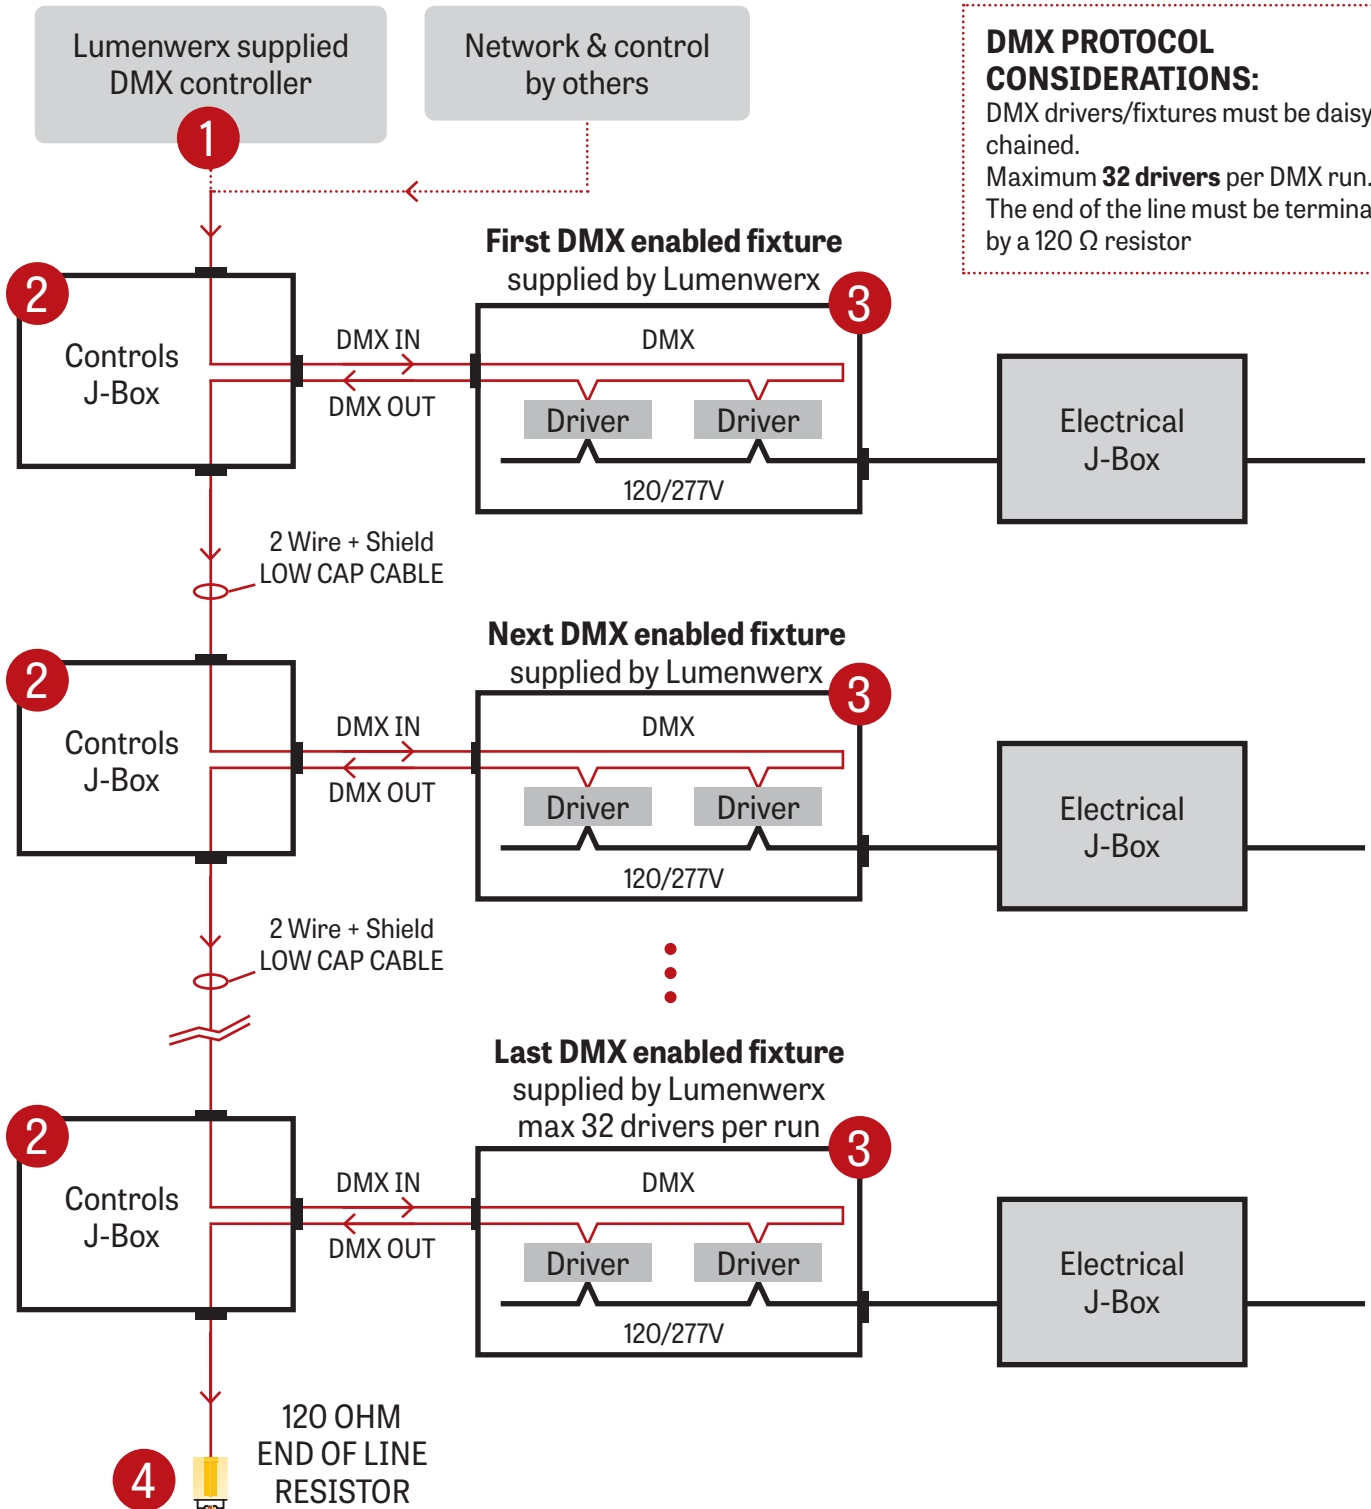 Lumenwerx supplied
DMX controller
1
Network & control
by others
DMX PROTOCOL
CONSIDERATIONS:
DMX drivers/fixtures must be daisy
chained.
Maximum 32 drivers per DMX run.
The end of the line must be termina
by a 120 Ω resistor
First DMX enabled fixture
supplied by Lumenwerx
2
Controls
J-Box
DMX IN
DMX OUT
3
DMX
Driver
Driver
120/277V
Electrical
J-Box
2 Wire + Shield
LOW CAP CABLE
Next DMX enabled fixture
supplied by Lumenwerx
2
Controls
J-Box
DMX IN
DMX OUT
3
DMX
Driver
Driver
120/277V
Electrical
J-Box
2 Wire + Shield
LOW CAP CABLE
Last DMX enabled fixture
supplied by Lumenwerx
max 32 drivers per run
2
Controls
J-Box
DMX IN
DMX OUT
3
DMX
Driver
Driver
120/277V
Electrical
J-Box
4
120 OHM
END OF LINE
RESISTOR